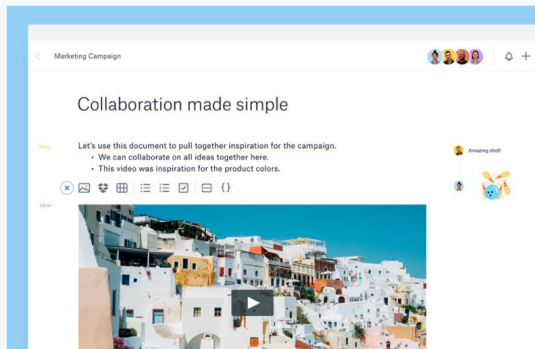 Marketing Campaign
Collaboration made simple
Let's use this document to pull together inspiration for the campaign.
• We can collaborate on all ideas together here.
• This video was inspiration for the product colors.
Amazing shot!
Olivia